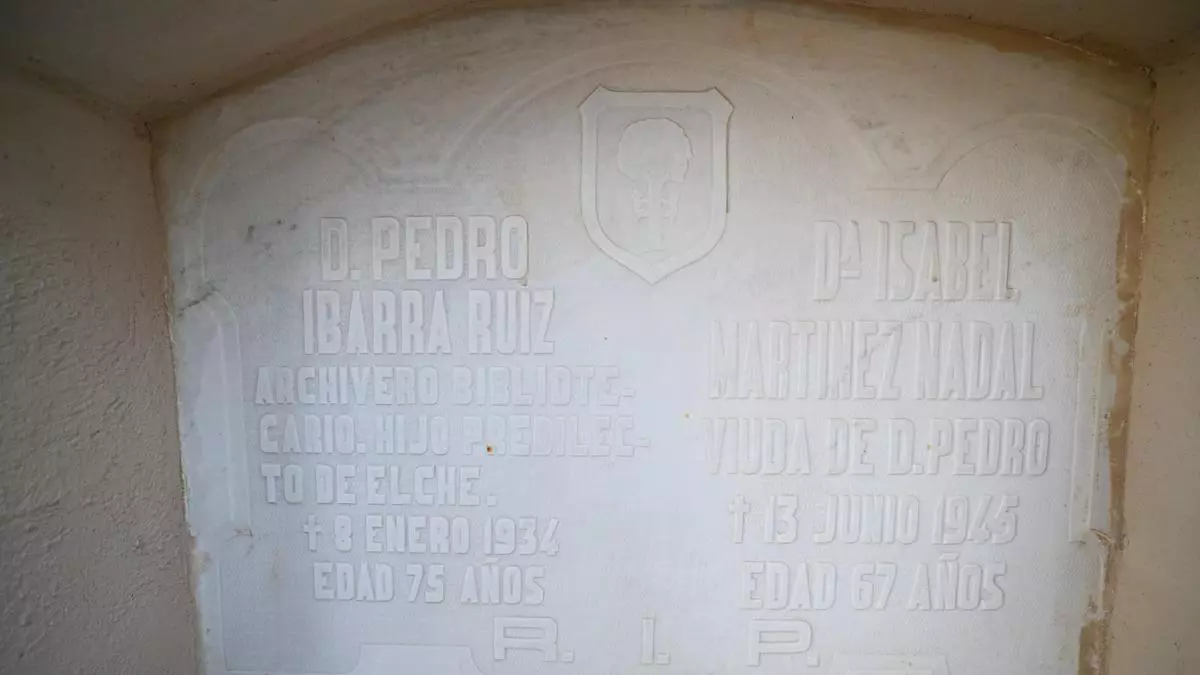 D. PEDRO
IBARRA RUIZ
ARCHIVERO BIBLIOTE-
CARIO. HIJO PREDILEC-
TO DE ELCHE.
† 8 ENERO 1934
EDAD 75 AÑOS
Dª ISABEL
MARTINEZ NADAL
VIUDA DE D. PEDRO
† 13 JUNIO 1945
EDAD 67 AÑOS
R. I. P.